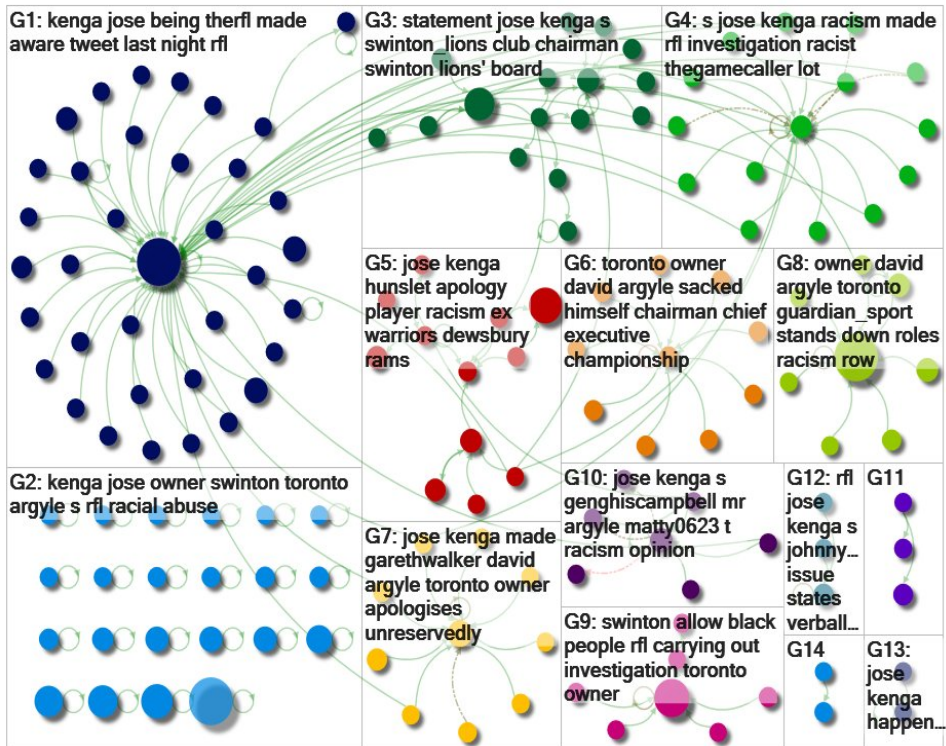 G1: kenga jose being therfl made
aware tweet last night rfl
G3: statement jose kenga s
swinton_lions club chairman
swinton lions' board
G4: s jose kenga racism made
rfl investigation racist
thegamecaller lot
G5: jose kenga
hunslet apology
player racism ex
warriors dewsbury
rams
G6: toronto owner
david argyle sacked
himself chairman chief
executive
championship
G8: owner david
argyle toronto
guardian_sport
stands down roles
racism row
G2: kenga jose owner swinton toronto
argyle s rfl racial abuse
G7: jose kenga made
garethwalker david
argyle toronto owner
apologises
unreservedly
G10: jose kenga s
genghiscampbell mr
argyle matty0623 t
racism opinion
G12: rfl
jose
kenga s
johnny...
issue
states
verball...
G11
G9: swinton allow black
people rfl carrying out
investigation toronto
owner
G14
G13:
jose
kenga
happen...